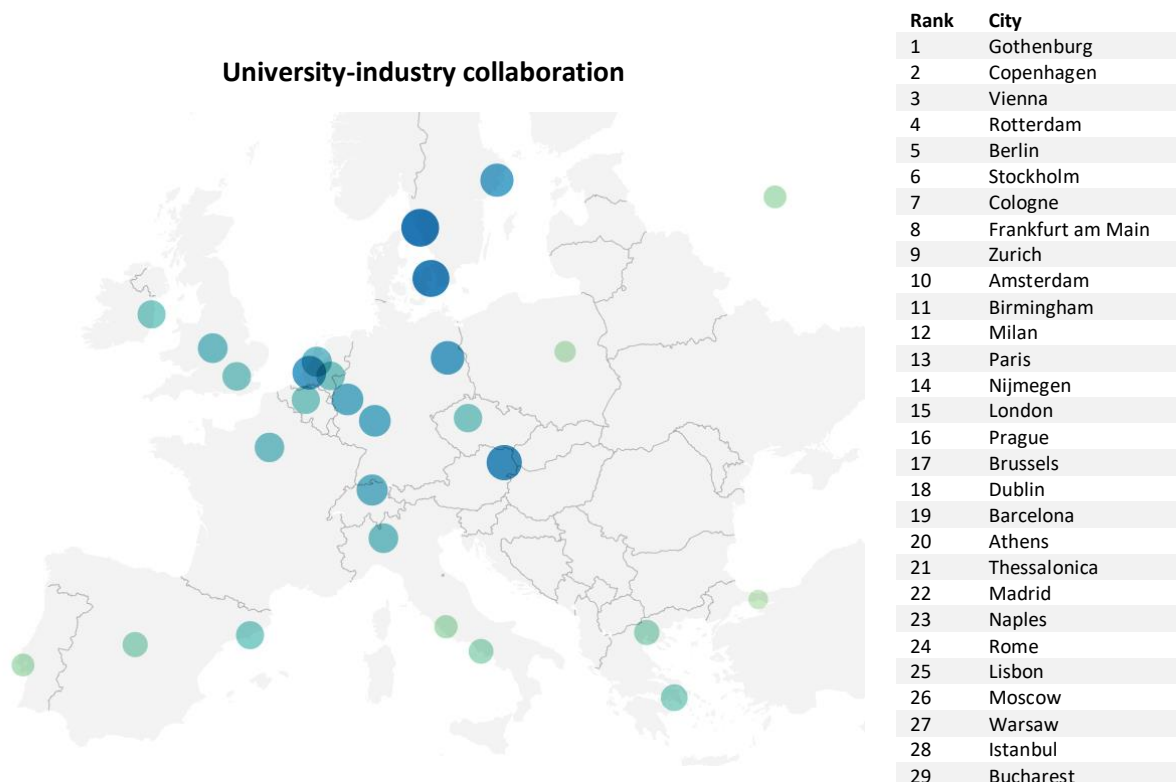 University-industry collaboration
Rank City
1 Gothenburg
2 Copenhagen
3 Vienna
4 Rotterdam
5 Berlin
6 Stockholm
7 Cologne
8 Frankfurt am Main
9 Zurich
10 Amsterdam
11 Birmingham
12 Milan
13 Paris
14 Nijmegen
15 London
16 Prague
17 Brussels
18 Dublin
19 Barcelona
20 Athens
21 Thessalonica
22 Madrid
23 Naples
24 Rome
25 Lisbon
26 Moscow
27 Warsaw
28 Istanbul
29 Bucharest